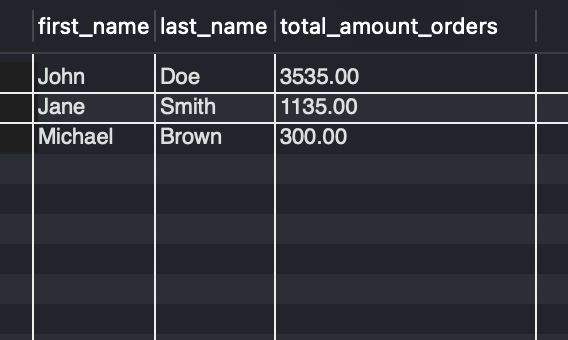 first_name last_name total_amount_orders
John Doe 3535.00
Jane Smith 1135.00
Michael Brown 300.00